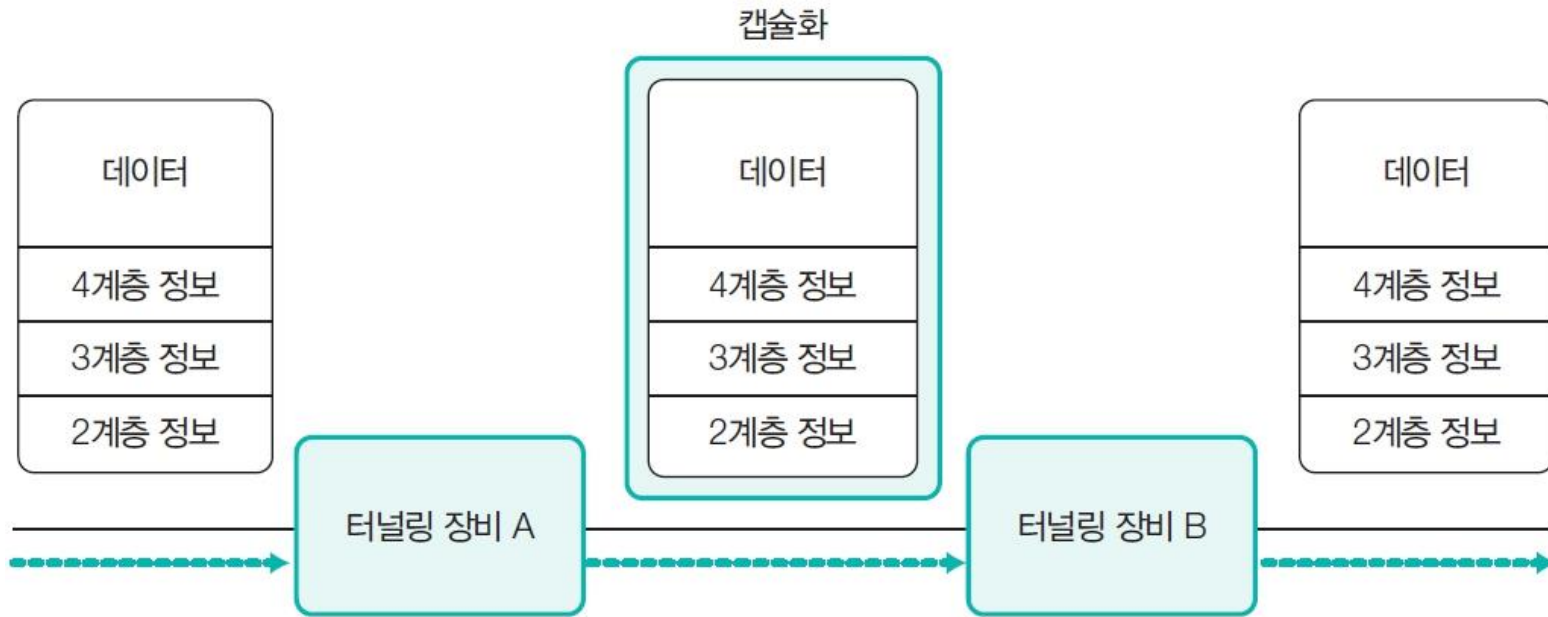 캡슐화
데이터
4계층 정보
3계층 정보
2계층 정보
데이터
4계층 정보
3계층 정보
2계층 정보
데이터
4계층 정보
3계층 정보
2계층 정보
터널링 장비 A
터널링 장비 B